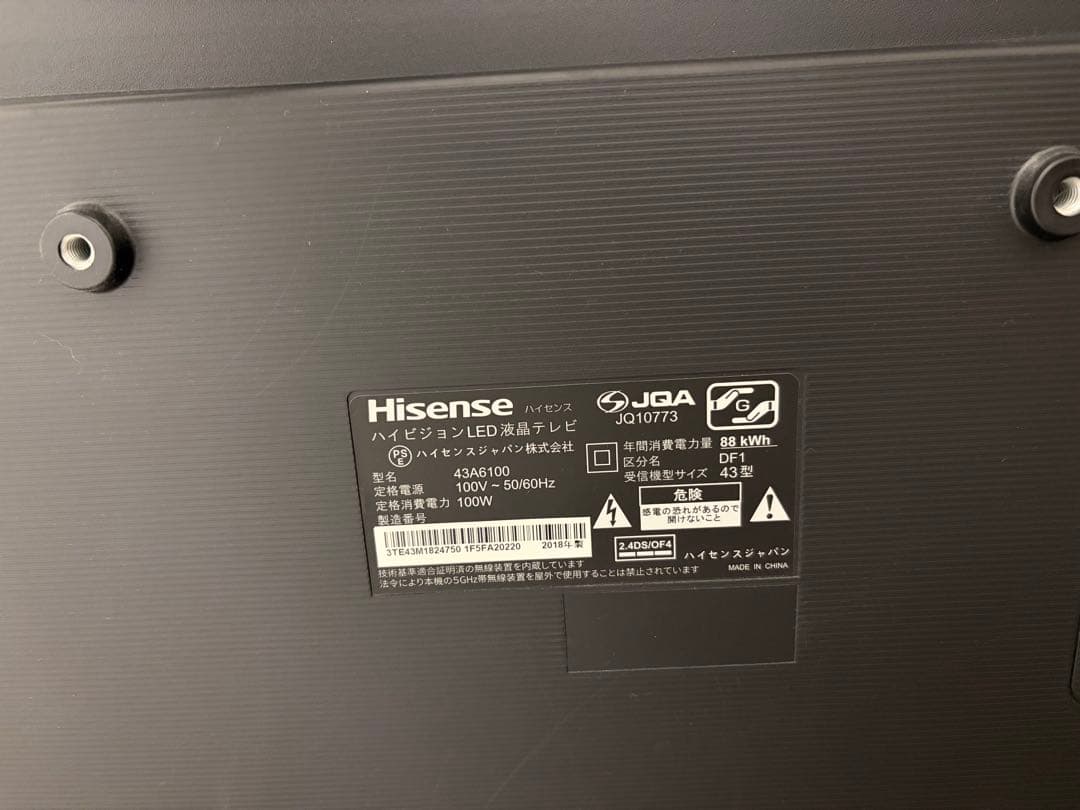 Hisense ハイセンス
ハイビジョンLED液晶テレビ
PSE ハイセンスジャパン株式会社
型名 43A6100
定格電源 100V ~ 50/60Hz
定格消費電力 100W
製造番号
3TE43M1824750 1F5FA20220 2018年製
技術基準適合証明済の無線装置を内蔵しています
法令により本機の5GHz帯無線装置を屋外で使用することは禁止されています
JQA
JQ10773
G
年間消費電力量 88 kWh
区分名 DF1
受信機型サイズ 43型
危険
感電の恐れがあるので
開けないこと
2.4DS/OF4
ハイセンスジャパン
MADE IN CHINA